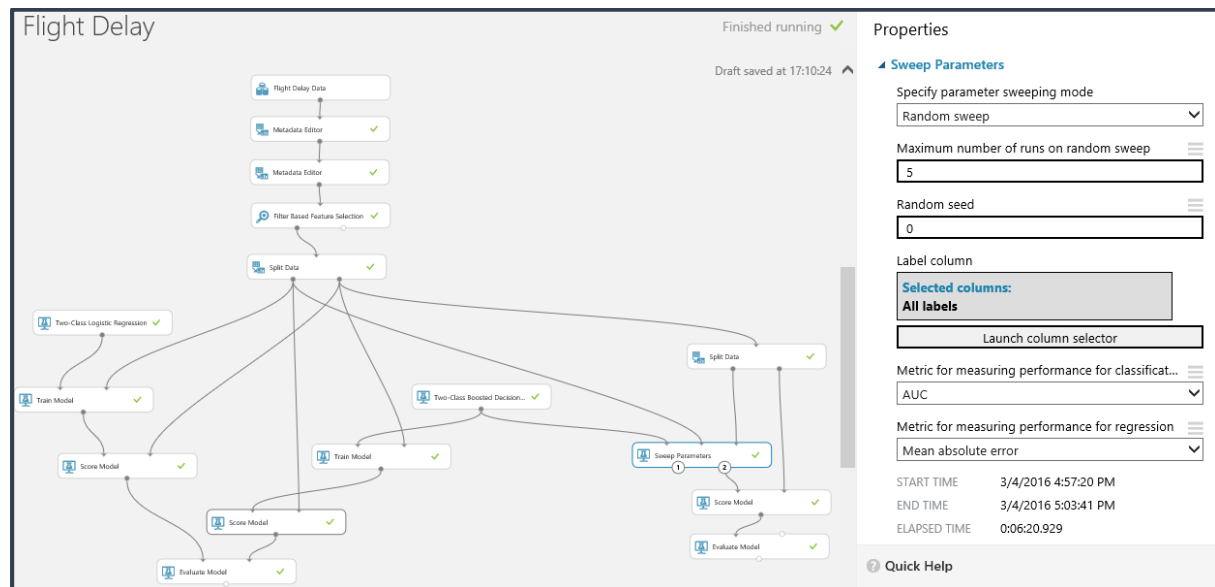 Flight Delay
Finished running
Draft saved at 17:10:24
Flight Delay Data
Metadata Editor
Metadata Editor
Filter Based Feature Selection
Split Data
Two-Class Logistic Regression
Split Data
Train Model
Two-Class Boosted Decision...
Score Model
Train Model
Sweep Parameters
1 2
Score Model
Score Model
Evaluate Model
Evaluate Model
Properties
Sweep Parameters
Specify parameter sweeping mode
Random sweep
Maximum number of runs on random sweep
5
Random seed
0
Label column
Selected columns:
All labels
Launch column selector
Metric for measuring performance for classificat...
AUC
Metric for measuring performance for regression
Mean absolute error
START TIME 3/4/2016 4:57:20 PM
END TIME 3/4/2016 5:03:41 PM
ELAPSED TIME 0:06:20.929
? Quick Help